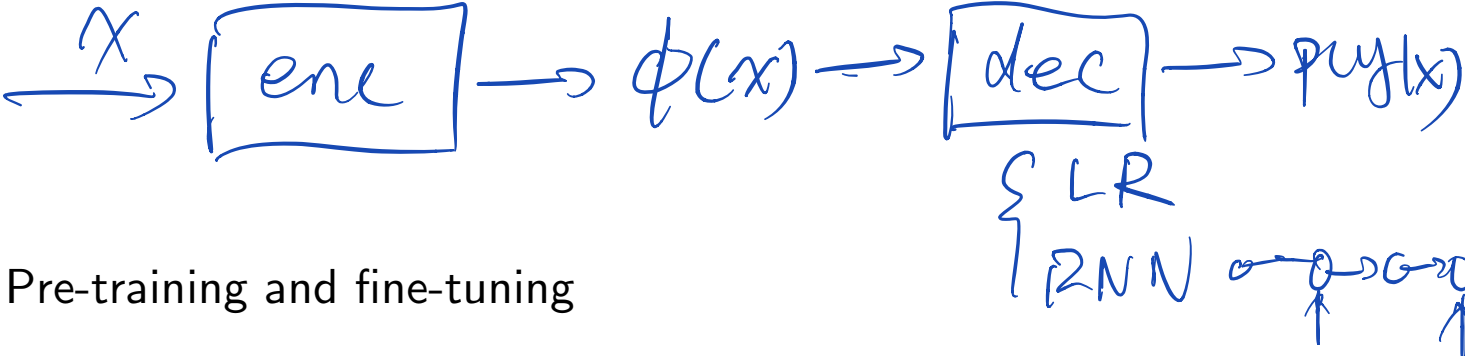 x enc → ϕ(x) → dec → p(y|x)
{ LR
RNN
Pre-training and fine-tuning